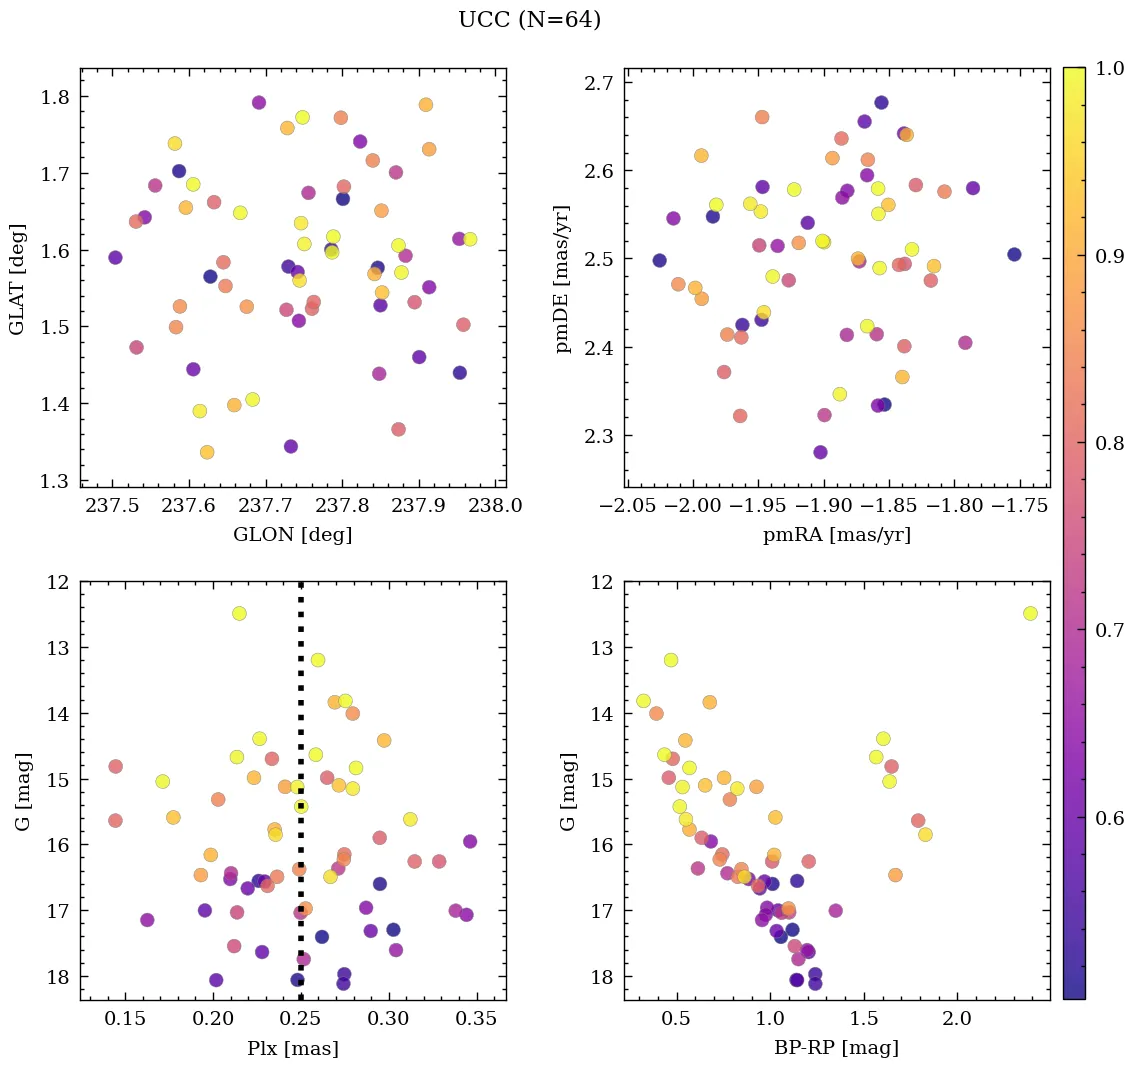 UCC (N=64)
1.8
1.7
1.6
1.5
1.4
1.3
GLAT [deg]
237.5 237.6 237.7 237.8 237.9 238.0
GLON [deg]
2.7
2.6
2.5
2.4
2.3
pmDE [mas/yr]
−2.05 −2.00 −1.95 −1.90 −1.85 −1.80 −1.75
pmRA [mas/yr]
1.0
0.9
0.8
0.7
0.6
12
13
14
15
16
17
18
G [mag]
0.15 0.20 0.25 0.30 0.35
Plx [mas]
12
13
14
15
16
17
18
G [mag]
0.5 1.0 1.5 2.0
BP-RP [mag]